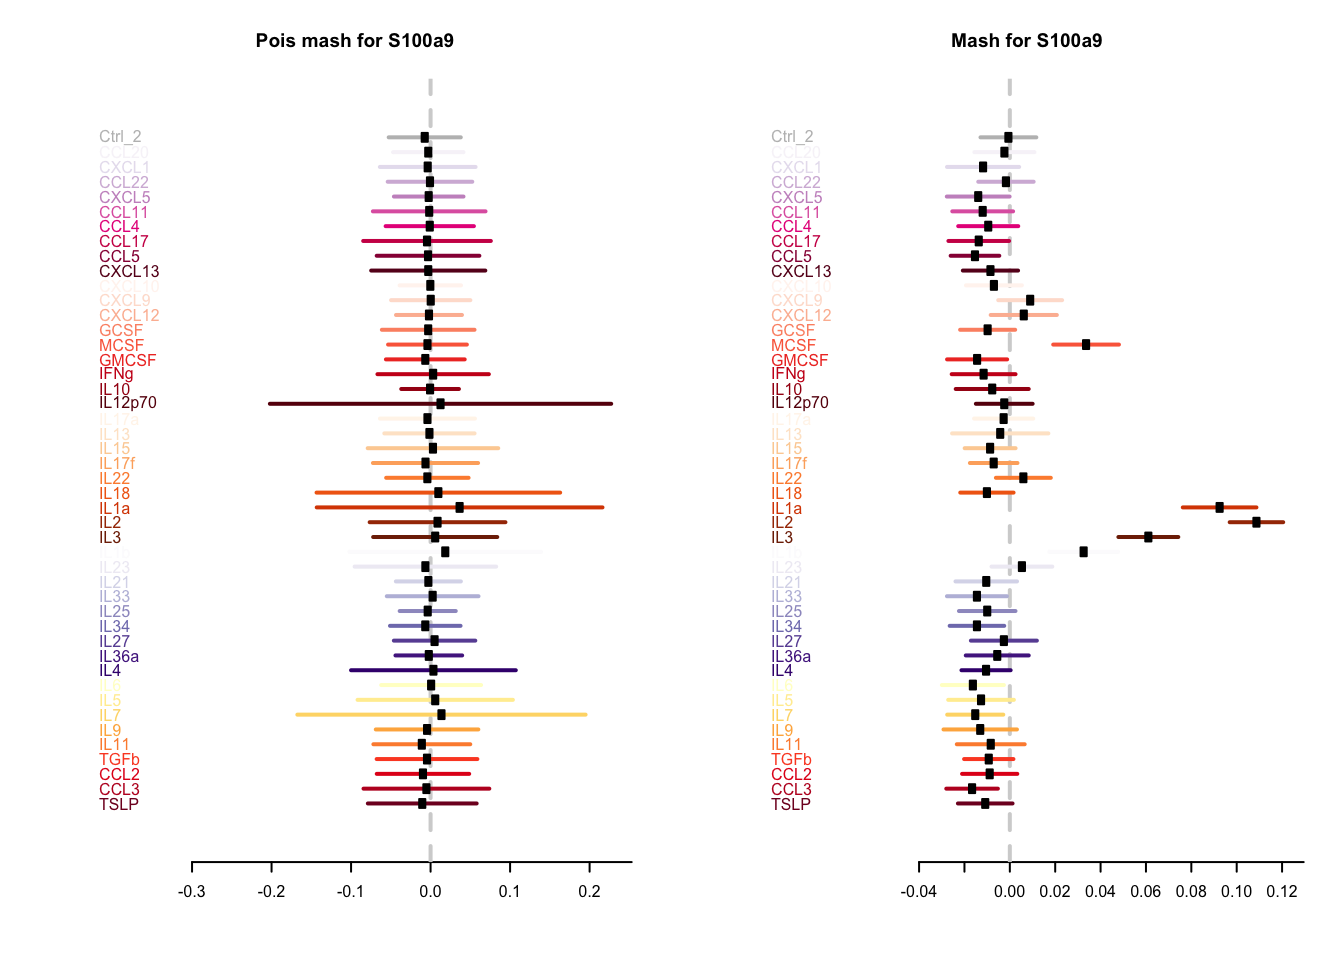 Pois mash for S100a9
Ctrl_2
CCL20
CXCL1
CCL22
CXCL5
CCL11
CCL4
CCL17
CCL5
CXCL13
CXCL10
CXCL9
CXCL12
GCSF
MCSF
GMCSF
IFNg
IL10
IL12p70
IL13
IL15
IL17f
IL22
IL18
IL1a
IL2
IL3
IL23
IL21
IL33
IL25
IL34
IL27
IL36a
IL4
IL5
IL7
IL9
IL11
TGFb
CCL2
CCL3
TSLP
-0.3 -0.2 -0.1 0.0 0.1 0.2
Mash for S100a9
Ctrl_2
CCL20
CXCL1
CCL22
CXCL5
CCL11
CCL4
CCL17
CCL5
CXCL13
CXCL10
CXCL9
CXCL12
GCSF
MCSF
GMCSF
IFNg
IL10
IL12p70
IL13
IL15
IL17f
IL22
IL18
IL1a
IL2
IL3
IL23
IL21
IL33
IL25
IL34
IL27
IL36a
IL4
IL5
IL7
IL9
IL11
TGFb
CCL2
CCL3
TSLP
-0.04 0.00 0.02 0.04 0.06 0.08 0.10 0.12